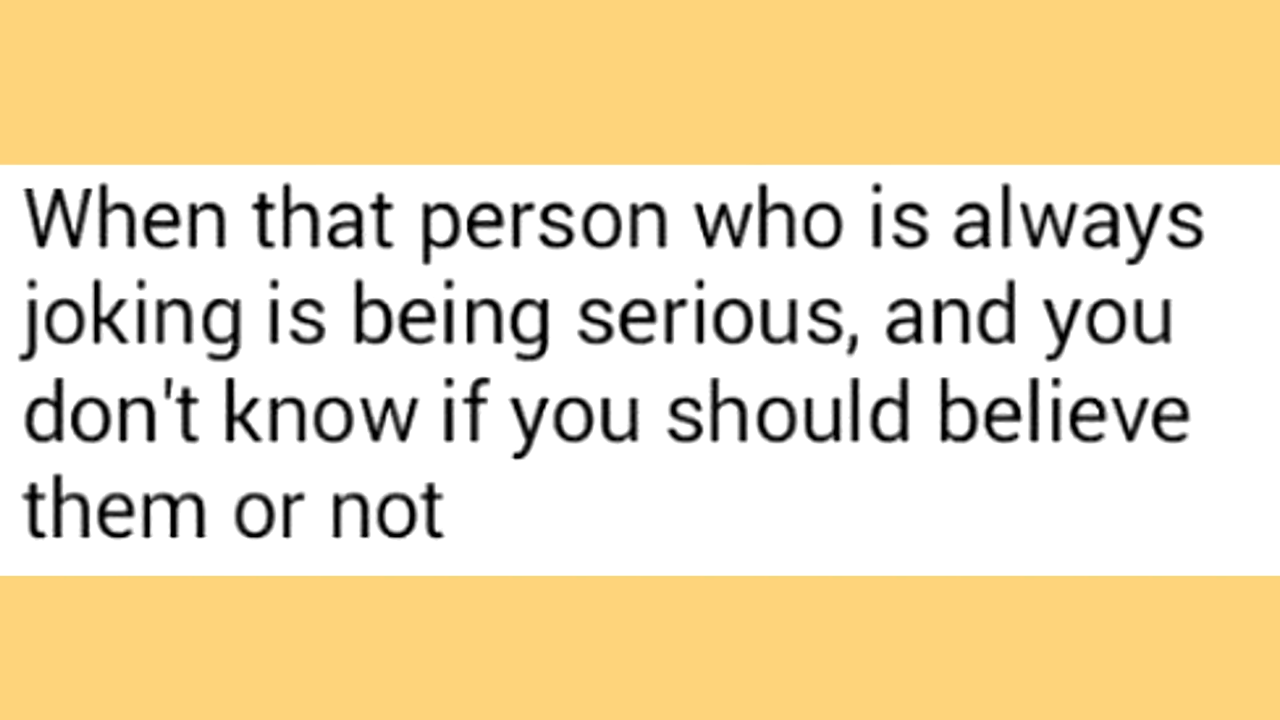 When that person who is always
joking is being serious, and you
don't know if you should believe
them or not